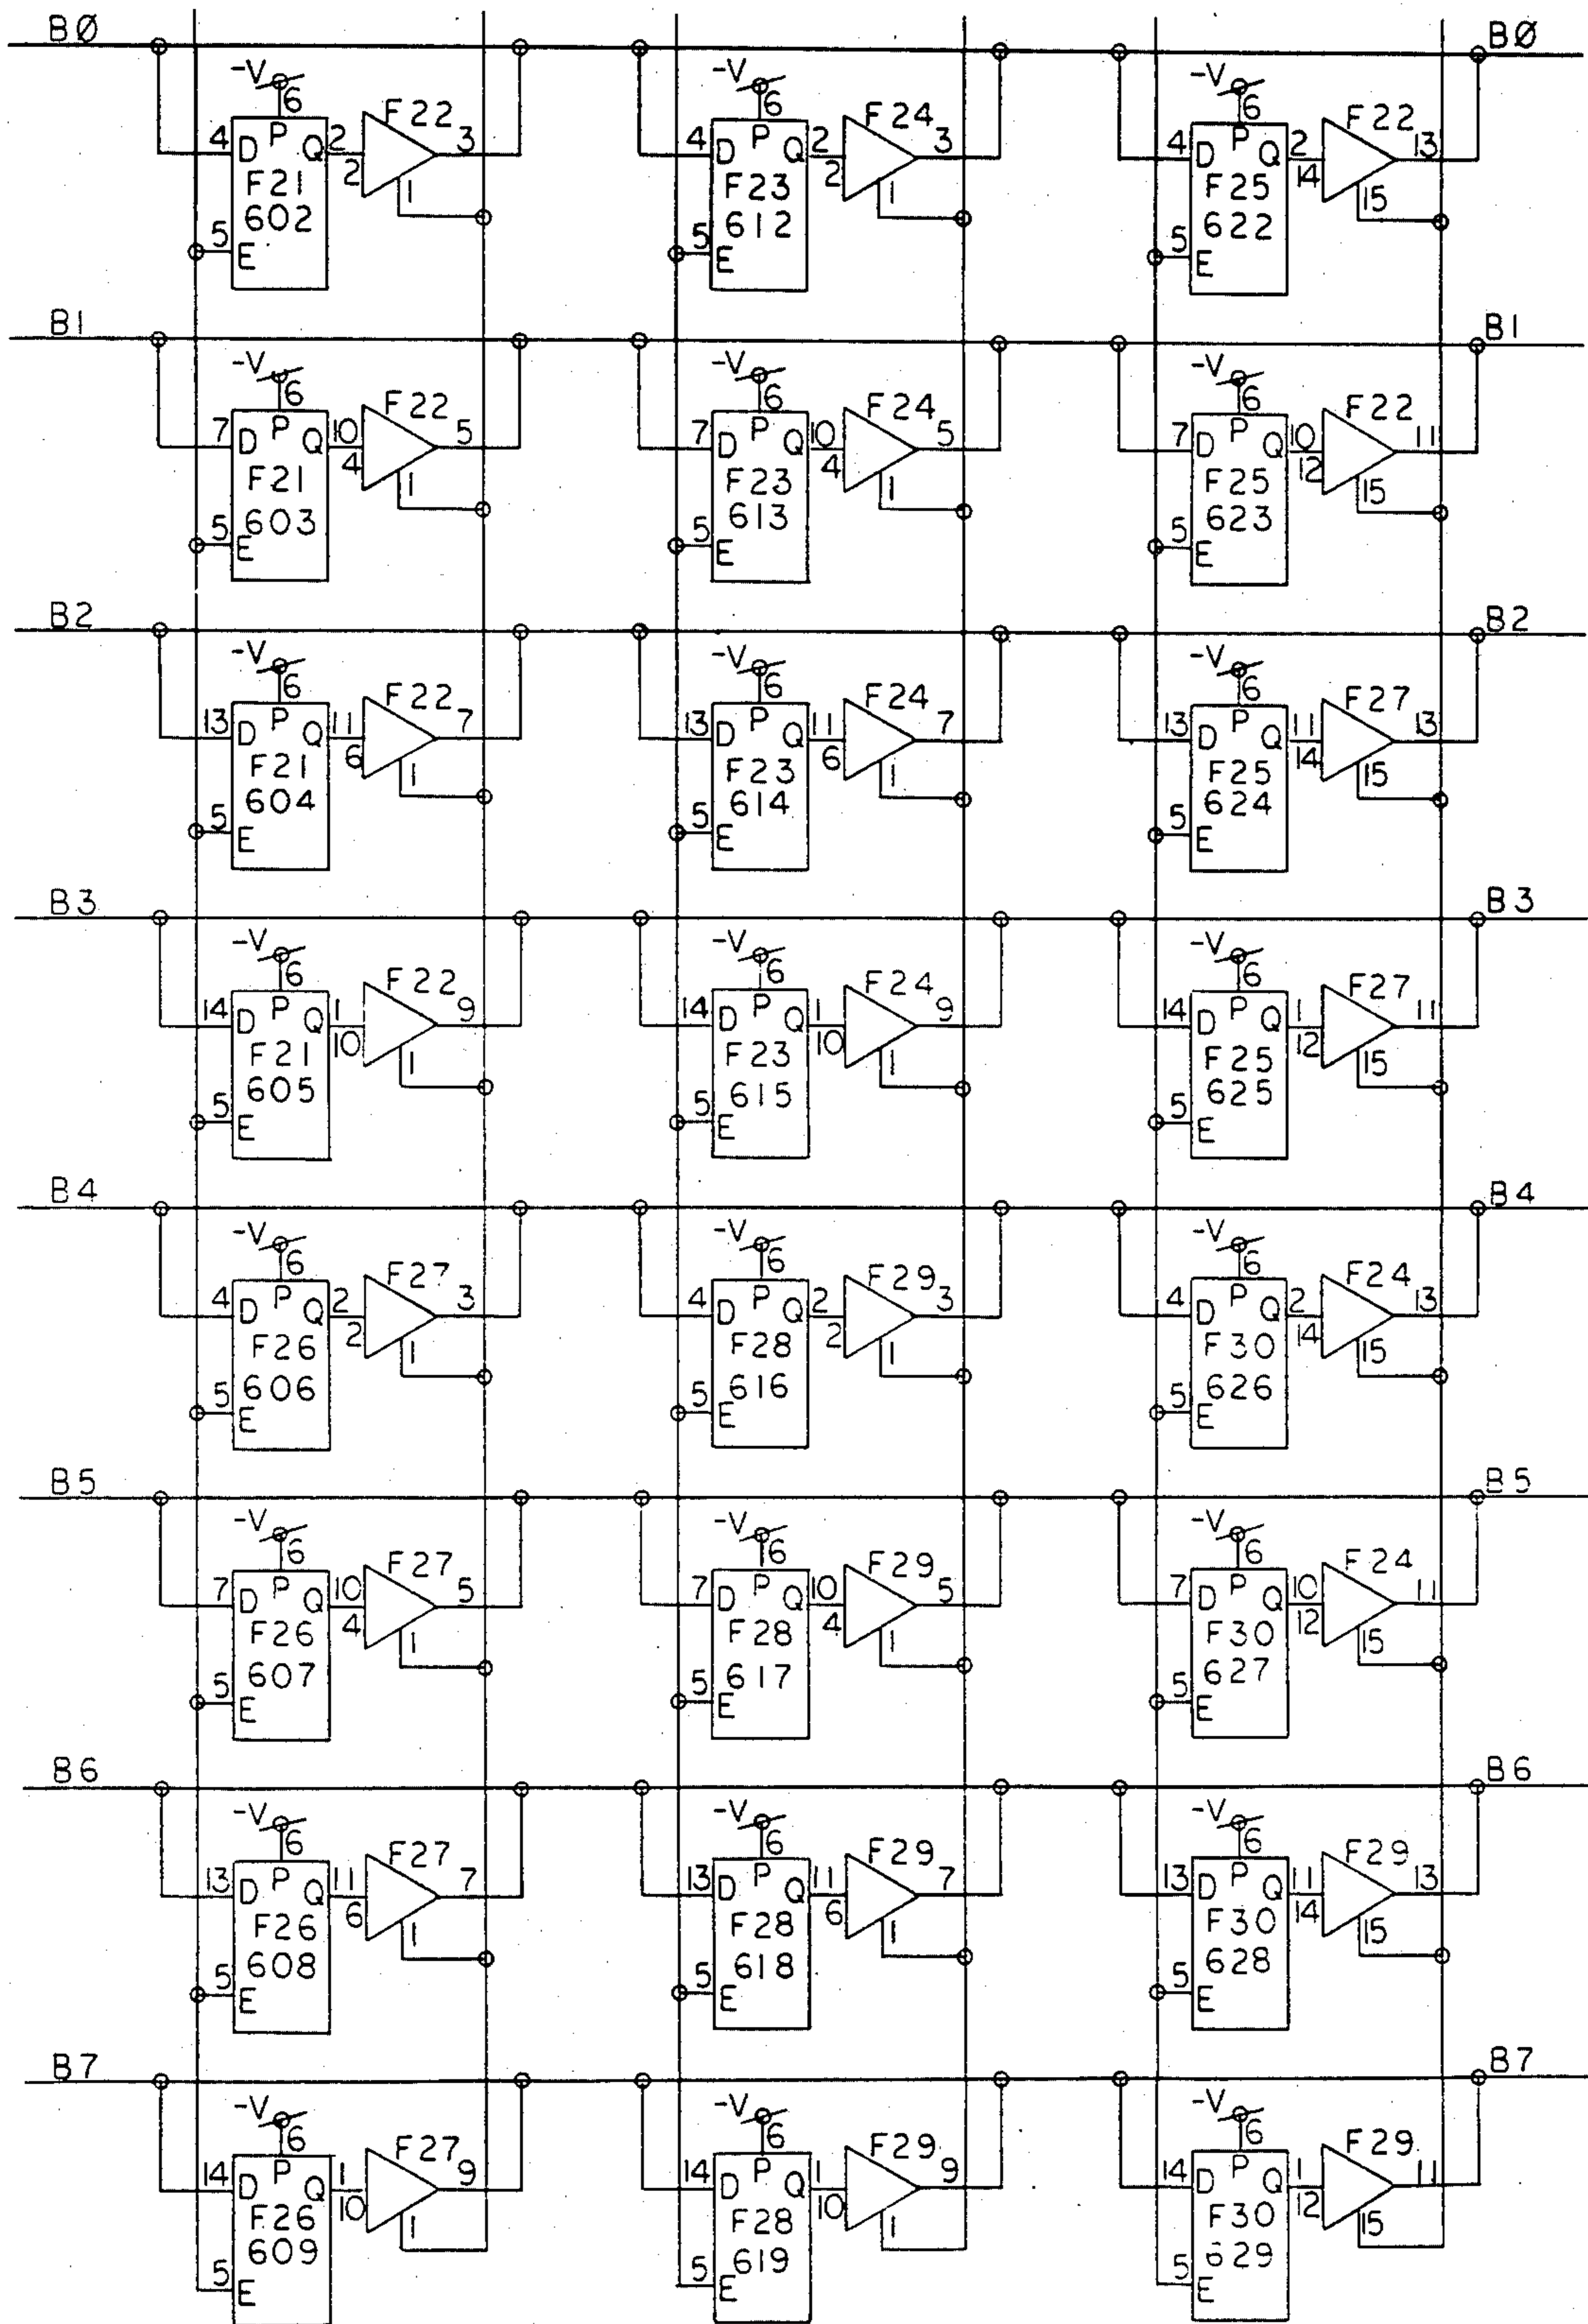 BØ BØ
-V 6 -V 6 -V 6
F22 F24 F22
4 D P Q 2 2 3 4 D P Q 2 2 3 4 D P Q 2 14 13
F21 1 F23 1 F25 15
602 612 622
5 E 5 E 5 E
B1 B1
-V 6 -V 6 -V 6
F22 F24 F22
7 D P Q 10 4 5 7 D P Q 10 4 5 7 D P Q 10 12 11
F21 1 F23 1 F25 15
603 613 623
5 E 5 E 5 E
B2 B2
-V 6 -V 6 -V 6
F22 F24 F27
13 D P Q 11 6 7 13 D P Q 11 6 7 13 D P Q 11 14 13
F21 1 F23 1 F25 15
604 614 624
5 E 5 E 5 E
B3 B3
-V 6 -V 6 -V 6
F22 F24 F27
14 D P Q 1 10 9 14 D P Q 1 10 9 14 D P Q 1 12 11
F21 1 F23 1 F25 15
605 615 625
5 E 5 E 5 E
B4 B4
-V 6 -V 6 -V 6
F27 F29 F24
4 D P Q 2 2 3 4 D P Q 2 2 3 4 D P Q 2 14 13
F26 1 F28 1 F30 15
606 616 626
5 E 5 E 5 E
B5 B5
-V 6 -V 6 -V 6
F27 F29 F24
7 D P Q 10 4 5 7 D P Q 10 4 5 7 D P Q 10 12 11
F26 1 F28 1 F30 15
607 617 627
5 E 5 E 5 E
B6 B6
-V 6 -V 6 -V 6
F27 F29 F29
13 D P Q 11 6 7 13 D P Q 11 6 7 13 D P Q 11 14 13
F26 1 F28 1 F30 15
608 618 628
5 E 5 E 5 E
B7 B7
-V 6 -V 6 -V 6
F27 F29 F29
14 D P Q 1 10 9 14 D P Q 1 10 9 14 D P Q 1 12 11
F26 1 F28 1 F30 15
609 619 629
5 E 5 E 5 E